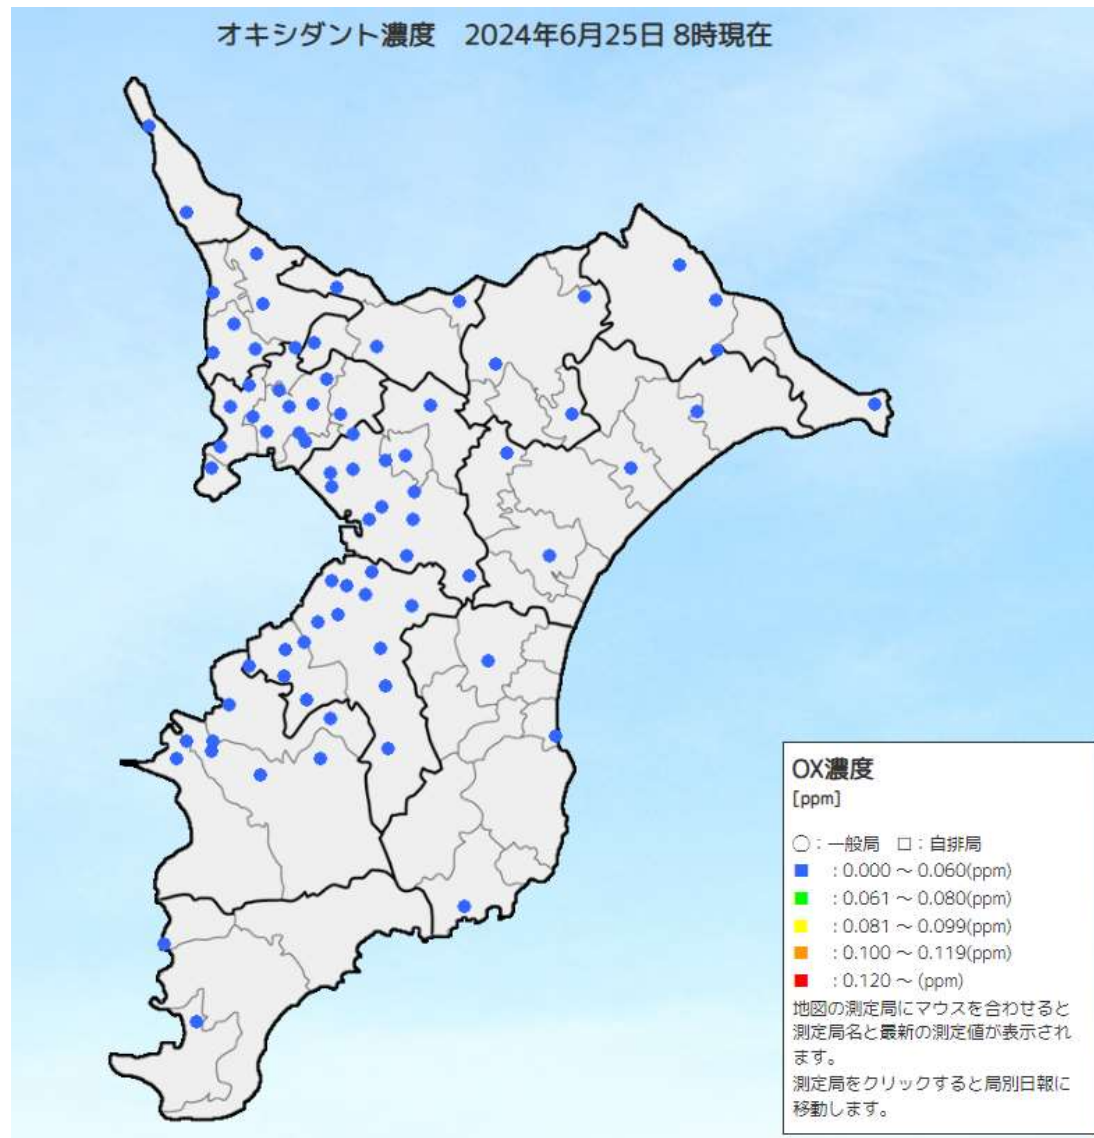 オキシダント濃度　2024年6月25日 8時現在
OX濃度
[ppm]
○：一般局　□：自排局
：0.000 ～ 0.060(ppm)
：0.061 ～ 0.080(ppm)
：0.081 ～ 0.099(ppm)
：0.100 ～ 0.119(ppm)
：0.120 ～ (ppm)
地図の測定局にマウスを合わせると
測定局名と最新の測定値が表示され
ます。
測定局をクリックすると局別日報に
移動します。